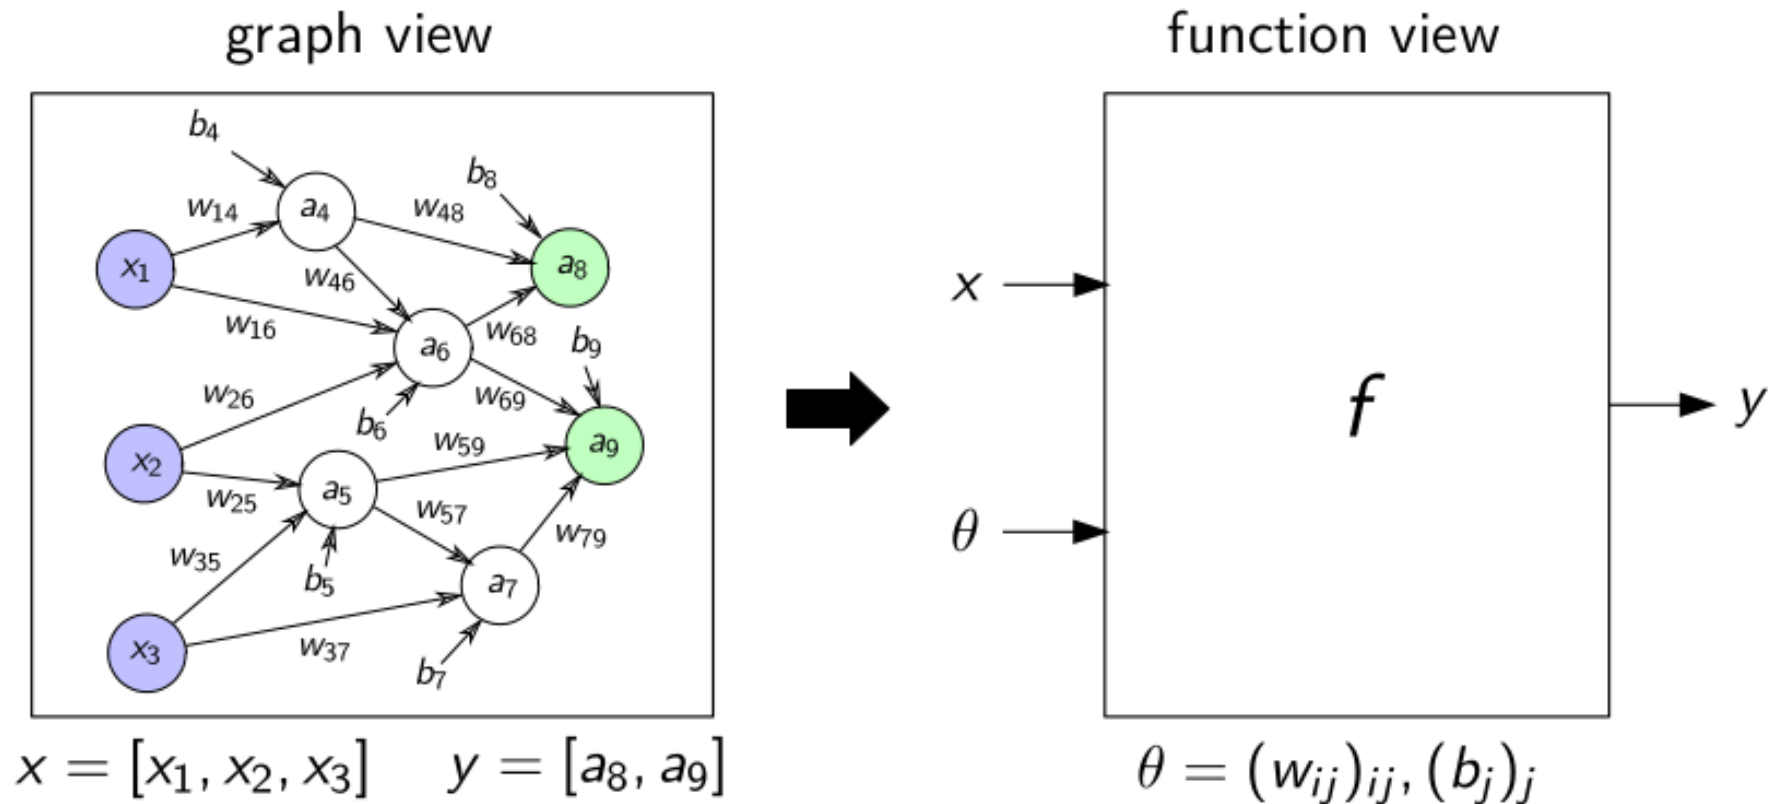 graph view
function view
b₄
b₈
w₁₄
a₄
w₄₈
x₁
w₄₆
a₈
w₁₆
a₆
w₆₈
b₉
w₂₆
w₆₉
b₆
w₅₉
a₉
x₂
w₂₅
a₅
w₅₇
w₇₉
w₃₅
b₅
a₇
x₃
w₃₇
b₇
x = [x₁, x₂, x₃]
y = [a₈, a₉]
x
f
y
θ
θ = (wᵢⱼ)ᵢⱼ, (bⱼ)ⱼ